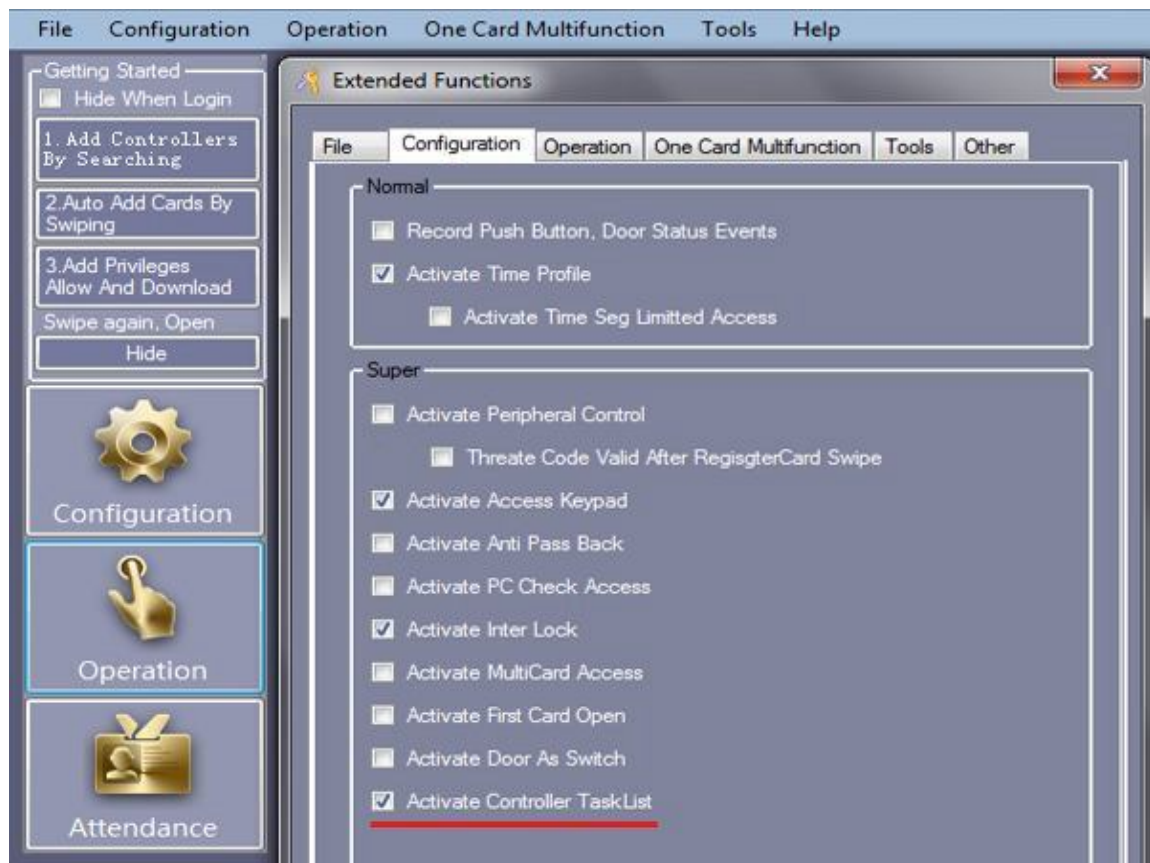 File Configuration Operation One Card Multifunction Tools Help
Getting Started
Hide When Login
1. Add Controllers
By Searching
2.Auto Add Cards By
Swiping
3.Add Privileges
Allow And Download
Swipe again, Open
Hide
Configuration
Operation
Attendance
Extended Functions
File Configuration Operation One Card Multifunction Tools Other
Normal
Record Push Button, Door Status Events
Activate Time Profile
Activate Time Seg Limitted Access
Super
Activate Peripheral Control
Threate Code Valid After RegisgterCard Swipe
Activate Access Keypad
Activate Anti Pass Back
Activate PC Check Access
Activate Inter Lock
Activate MultiCard Access
Activate First Card Open
Activate Door As Switch
Activate Controller TaskList